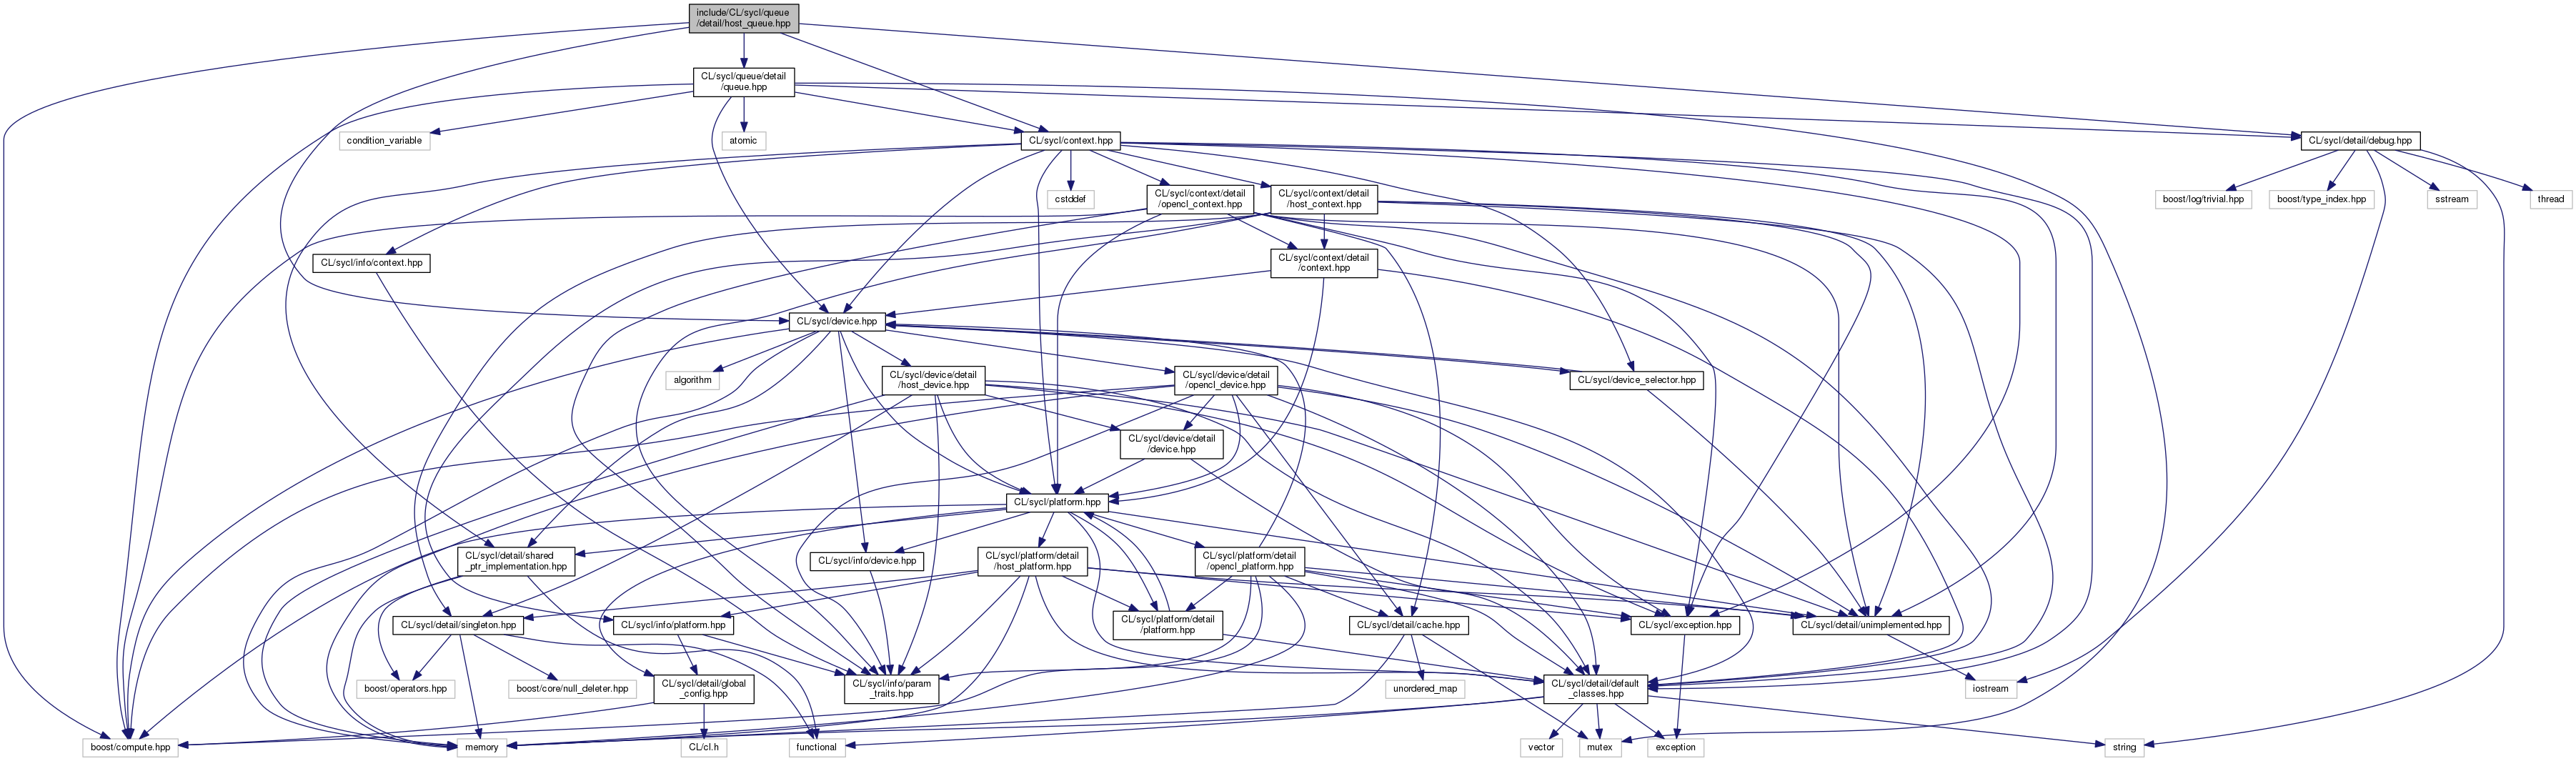 include/CL/sycl/queue
/detail/host_queue.hpp
CL/sycl/queue/detail
/queue.hpp
condition_variable
atomic
CL/sycl/context.hpp
CL/sycl/detail/debug.hpp
cstddef
CL/sycl/context/detail
/opencl_context.hpp
CL/sycl/context/detail
/host_context.hpp
boost/log/trivial.hpp
boost/type_index.hpp
sstream
thread
CL/sycl/info/context.hpp
CL/sycl/context/detail
/context.hpp
CL/sycl/device.hpp
algorithm
CL/sycl/device/detail
/host_device.hpp
CL/sycl/device/detail
/opencl_device.hpp
CL/sycl/device_selector.hpp
CL/sycl/device/detail
/device.hpp
CL/sycl/platform.hpp
CL/sycl/detail/shared
_ptr_implementation.hpp
CL/sycl/info/device.hpp
CL/sycl/platform/detail
/host_platform.hpp
CL/sycl/platform/detail
/opencl_platform.hpp
CL/sycl/detail/singleton.hpp
CL/sycl/info/platform.hpp
CL/sycl/platform/detail
/platform.hpp
CL/sycl/detail/cache.hpp
CL/sycl/exception.hpp
CL/sycl/detail/unimplemented.hpp
boost/operators.hpp
boost/core/null_deleter.hpp
CL/sycl/detail/global
_config.hpp
CL/sycl/info/param
_traits.hpp
unordered_map
CL/sycl/detail/default
_classes.hpp
iostream
boost/compute.hpp
memory
CL/cl.h
functional
vector
mutex
exception
string